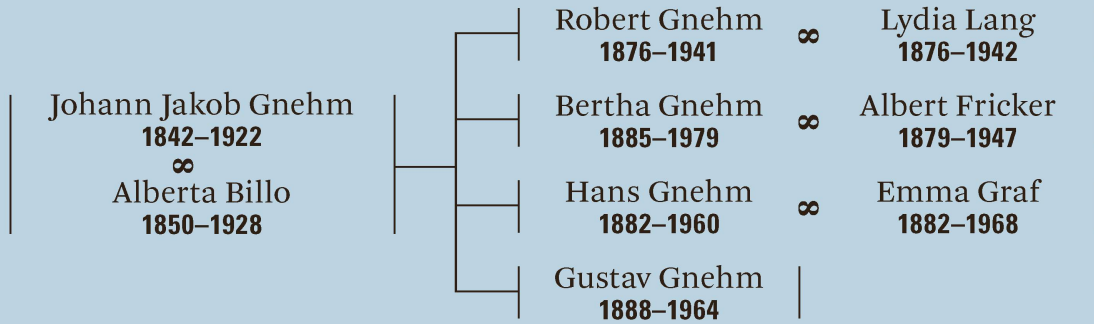 Johann Jakob Gnehm
1842–1922
∞
Alberta Billo
1850–1928
Robert Gnehm ∞ Lydia Lang
1876–1941 1876–1942
Bertha Gnehm ∞ Albert Fricker
1885–1979 1879–1947
Hans Gnehm ∞ Emma Graf
1882–1960 1882–1968
Gustav Gnehm
1888–1964